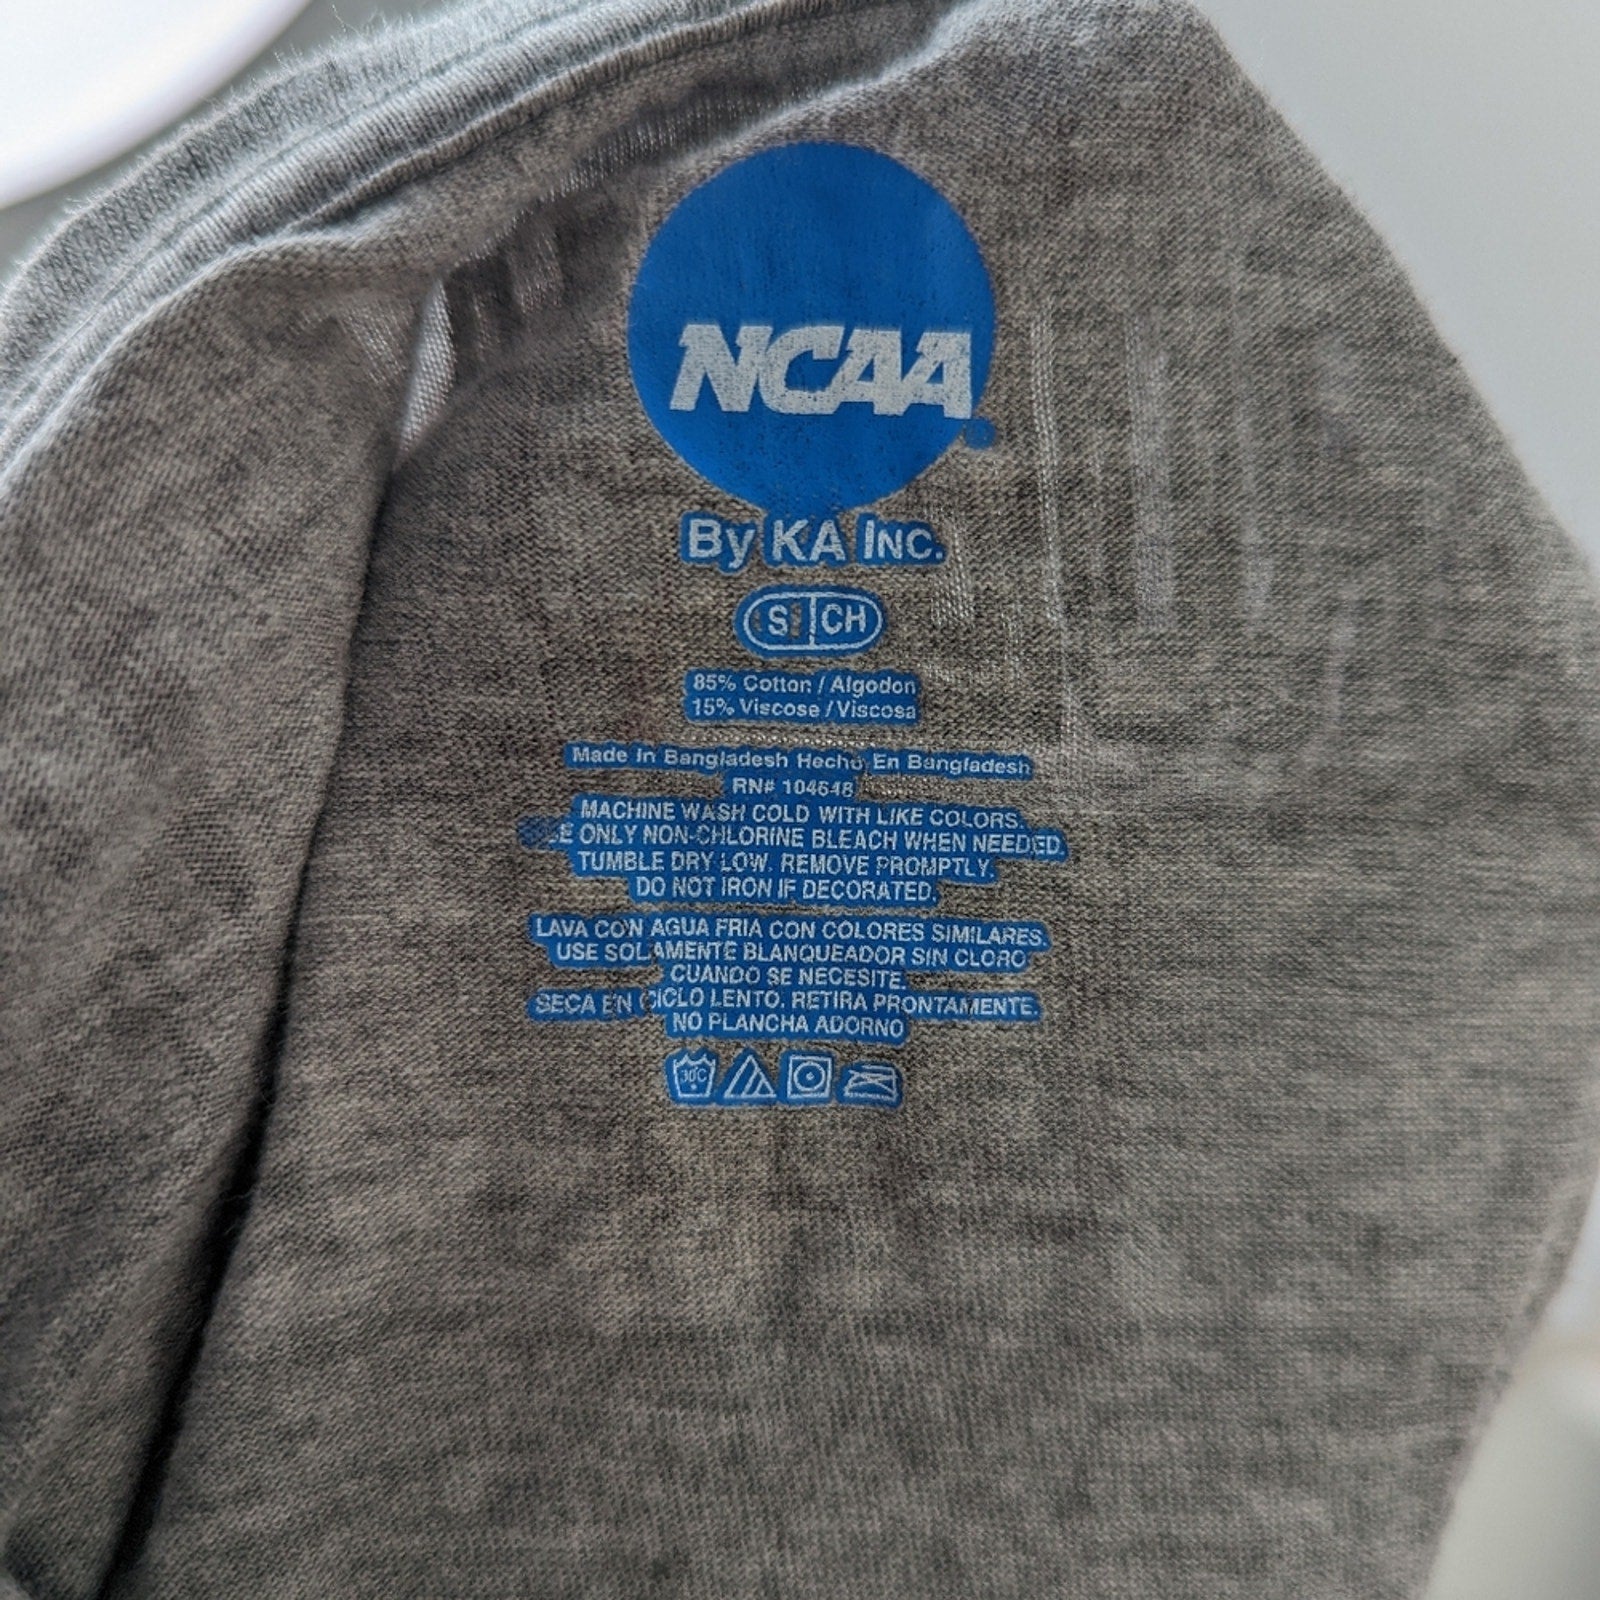 NCAA
By KA INC.
S CH
85% Cotton / Algodon
15% Viscose / Viscosa
Made In Bangladesh Hecho En Bangladesh
RN# 104648
MACHINE WASH COLD WITH LIKE COLORS.
ONLY NON-CHLORINE BLEACH WHEN NEEDED.
TUMBLE DRY LOW. REMOVE PROMPTLY.
DO NOT IRON IF DECORATED.
LAVA CON AGUA FRIA CON COLORES SIMILARES.
USE SOLAMENTE BLANQUEADOR SIN CLORO
CUANDO SE NECESITE.
SECA EN CICLO LENTO. RETIRA PRONTAMENTE.
NO PLANCHA ADORNO
30°C